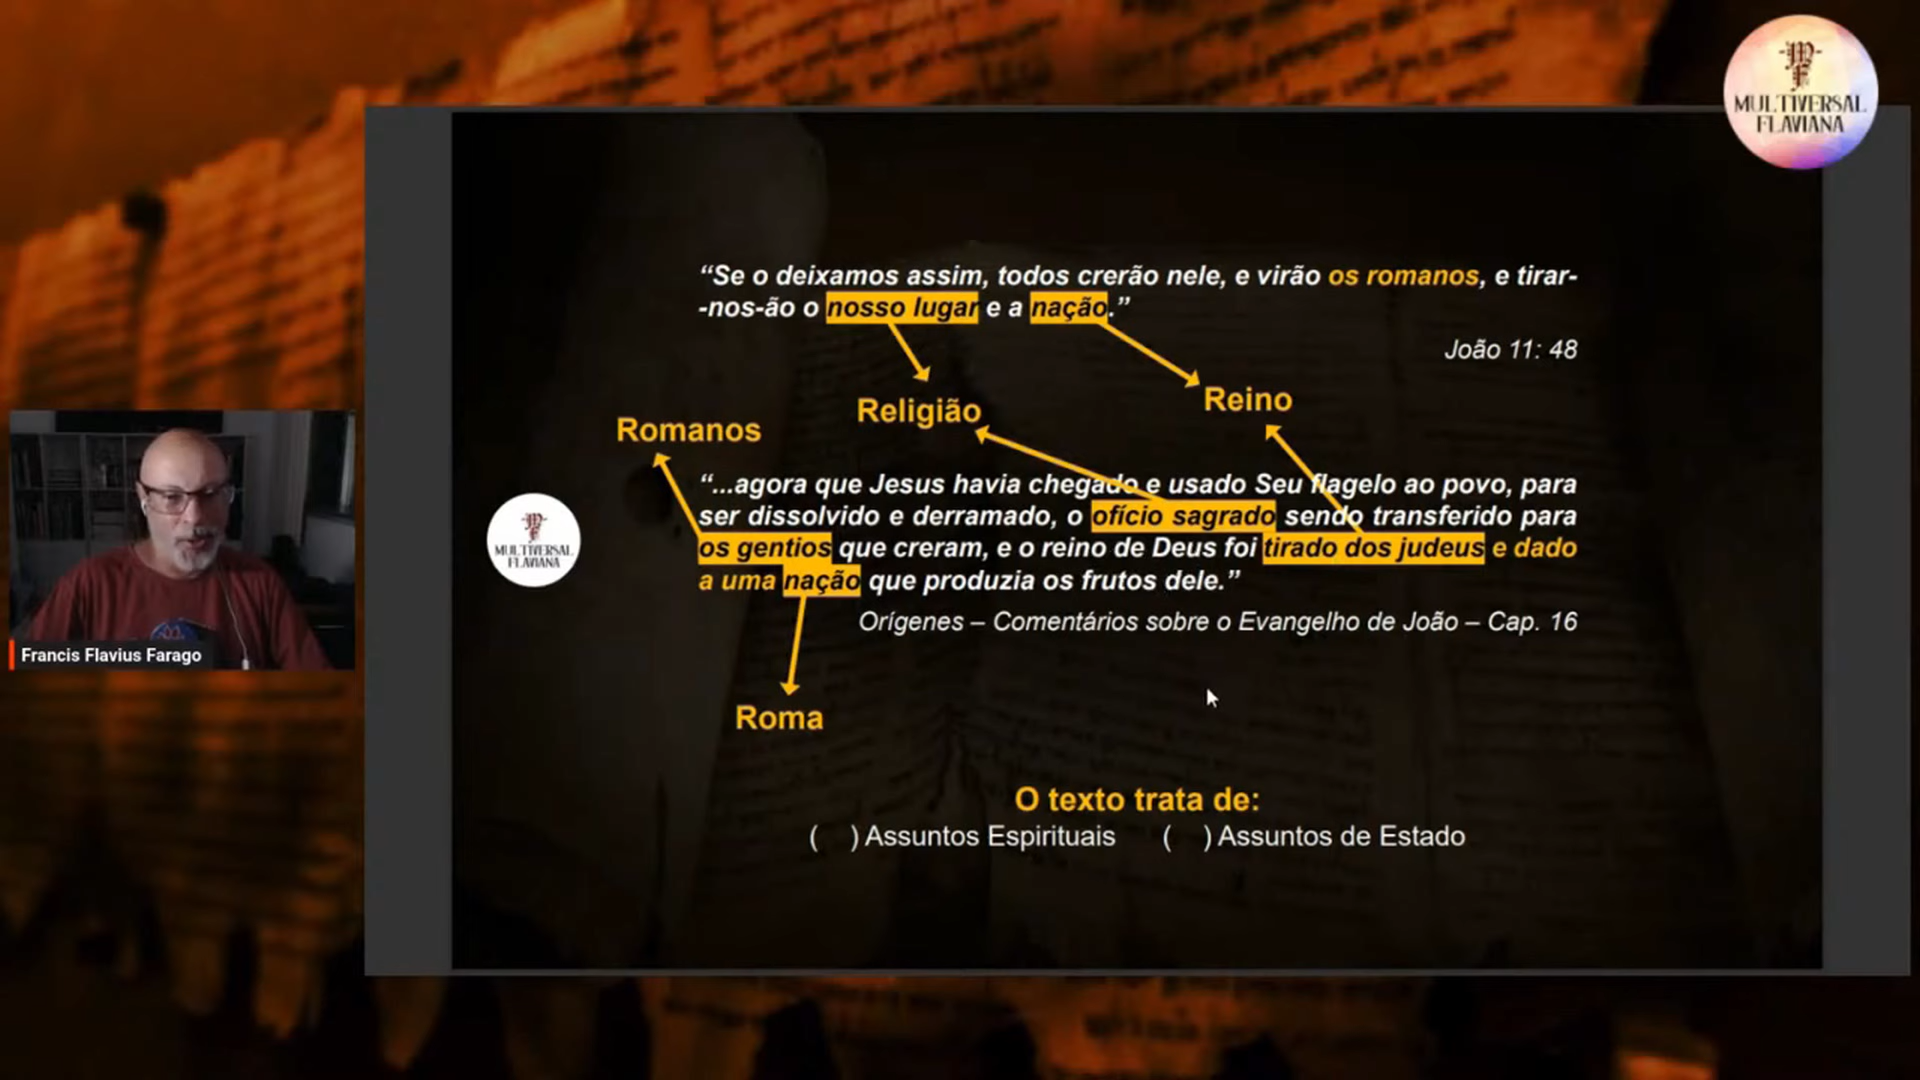 MULTIVERSAL
FLAVIANA
“Se o deixamos assim, todos crerão nele, e virão os romanos, e tirar-
-nos-ão o nosso lugar e a nação.”
João 11: 48
Religião
Reino
Romanos
“...agora que Jesus havia chegado e usado Seu flagelo ao povo, para
ser dissolvido e derramado, o ofício sagrado sendo transferido para
os gentios que creram, e o reino de Deus foi tirado dos judeus e dado
a uma nação que produzia os frutos dele.”
Orígenes – Comentários sobre o Evangelho de João – Cap. 16
MULTIVERSAL
FLAVIANA
Francis Flavius Farago
Roma
O texto trata de:
( ) Assuntos Espirituais ( ) Assuntos de Estado